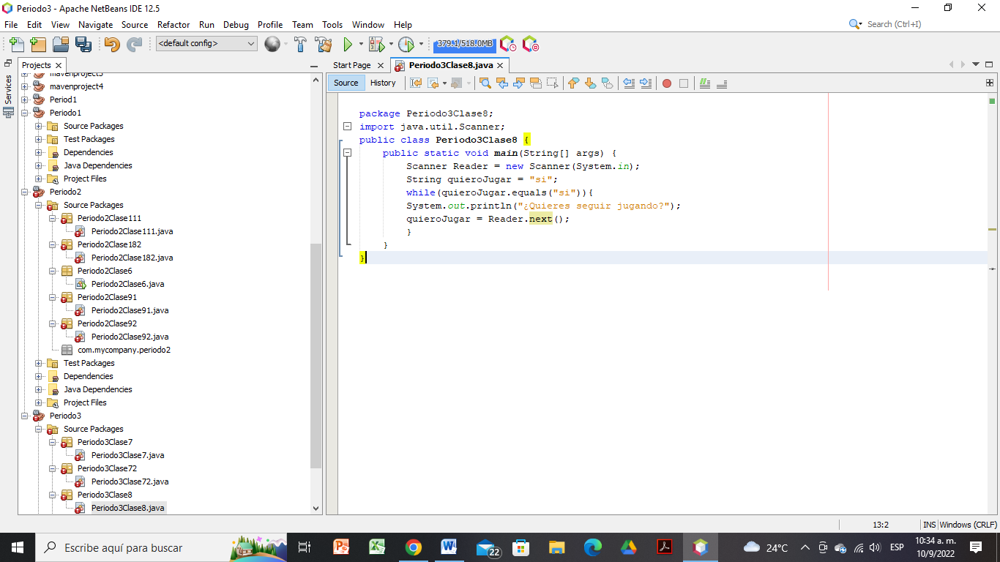 Periodo3 - Apache NetBeans IDE 12.5
File Edit View Navigate Source Refactor Run Debug Profile Team Tools Window Help
Search (Ctrl+I)
<default config>
379.1/518.0MB
Services
Projects
mavenproject3
mavenproject4
Period1
Periodo1
Source Packages
Test Packages
Dependencies
Java Dependencies
Project Files
Periodo2
Source Packages
Periodo2Clase111
Periodo2Clase111.java
Periodo2Clase182
Periodo2Clase182.java
Periodo2Clase6
Periodo2Clase6.java
Periodo2Clase91
Periodo2Clase91.java
Periodo2Clase92
Periodo2Clase92.java
com.mycompany.periodo2
Test Packages
Dependencies
Java Dependencies
Project Files
Periodo3
Source Packages
Periodo3Clase7
Periodo3Clase7.java
Periodo3Clase72
Periodo3Clase72.java
Periodo3Clase8
Periodo3Clase8.java
Start Page Periodo3Clase8.java
Source History
package Periodo3Clase8;
import java.util.Scanner;
public class Periodo3Clase8 {
public static void main(String[] args) {
Scanner Reader = new Scanner(System.in);
String quieroJugar = "si";
while(quieroJugar.equals("si")){
System.out.println("¿Quieres seguir jugando?");
quieroJugar = Reader.next();
}
}
}
13:2 INS Windows (CRLF)
Escribe aquí para buscar
22
24°C
ESP
10:34 a. m.
10/9/2022